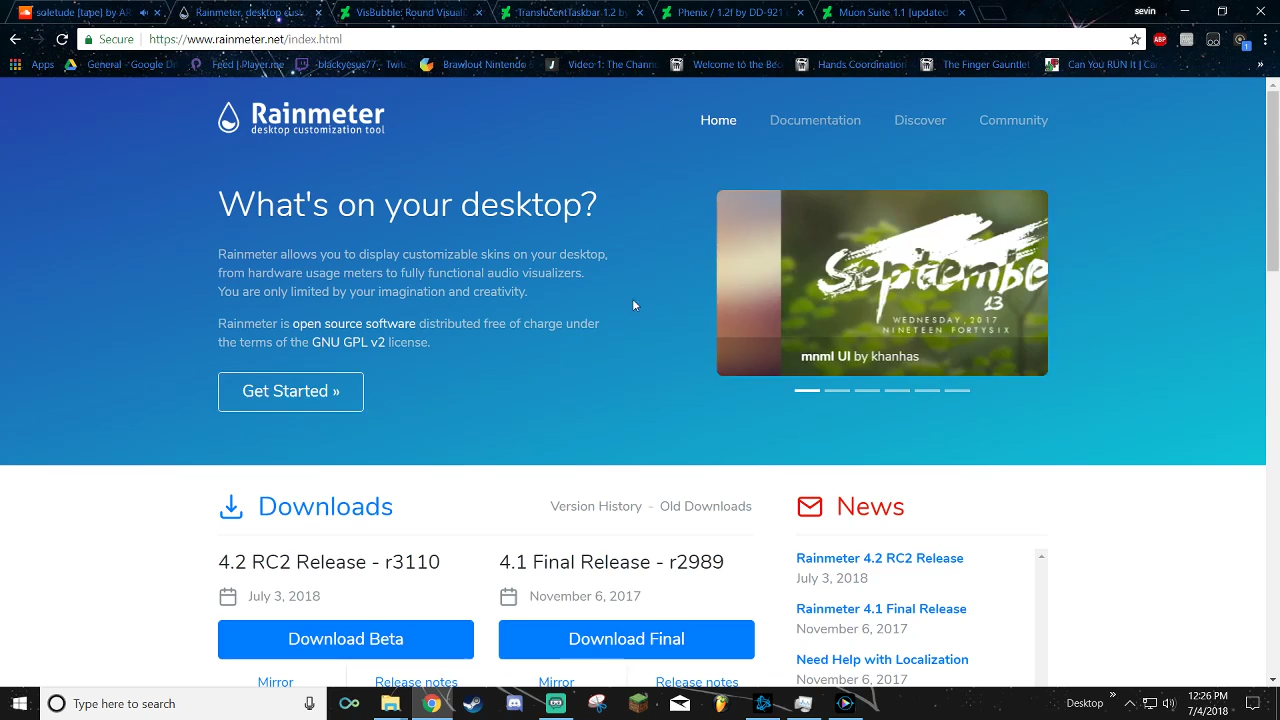 soletude [tape] by AR
Rainmeter, desktop cust
VisBubble: Round Visual
TranslucentTaskbar 1.2 by
Phenix / 1.2f by DD-921
Muon Suite 1.1 [updated
sevin
Secure
https://www.rainmeter.net/index.html
ABP
Apps
General - Google Dr
Feed | Player.me
blackyesus77 - Twitc
Brawlout Nintendo
Video 1: The Channe
Welcome to the Beg
Hands Coordination
The Finger Gauntlet
Can You RUN It | Can
Rainmeter
desktop customization tool
Home
Documentation
Discover
Community
What's on your desktop?
Rainmeter allows you to display customizable skins on your desktop,
from hardware usage meters to fully functional audio visualizers.
You are only limited by your imagination and creativity.
Rainmeter is open source software distributed free of charge under
the terms of the GNU GPL v2 license.
Get Started »
Septembe
13
WEDNESDAY, 2017
NINETEEN FORTYSIX
mnml UI by khanhas
Downloads
Version History - Old Downloads
4.2 RC2 Release - r3110
July 3, 2018
Download Beta
Mirror
Release notes
4.1 Final Release - r2989
November 6, 2017
Download Final
Mirror
Release notes
News
Rainmeter 4.2 RC2 Release
July 3, 2018
Rainmeter 4.1 Final Release
November 6, 2017
Need Help with Localization
November 6, 2017
Type here to search
Desktop
12:26 PM
7/4/2018